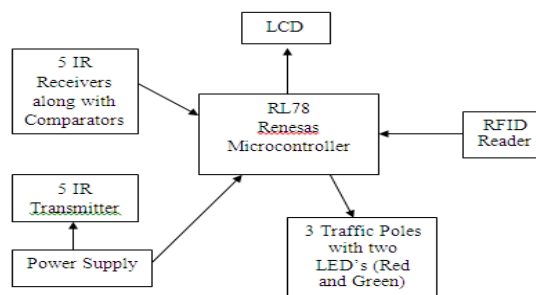 LCD
5 IR
Receivers
along with
Comparators
RL78
Renesas
Microcontroller
RFID
Reader
5 IR
Transmitter
Power Supply
3 Traffic Poles
with two
LED's (Red
and Green)